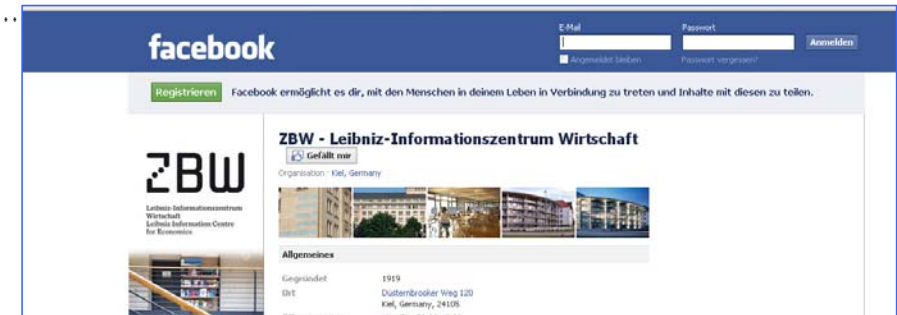 facebook
E-Mail
Passwort
Anmelden
Angemeldet bleiben
Passwort vergessen?
Registrieren
Facebook ermöglicht es dir, mit den Menschen in deinem Leben in Verbindung zu treten und Inhalte mit diesen zu teilen.
ZBW
Leibniz-Informationszentrum
Wirtschaft
Leibniz Information Centre
for Economics
ZBW - Leibniz-Informationszentrum Wirtschaft
Gefällt mir
Organisation · Kiel, Germany
Allgemeines
Gegründet 1919
Ort Düsternbrooker Weg 120
Kiel, Germany, 24105